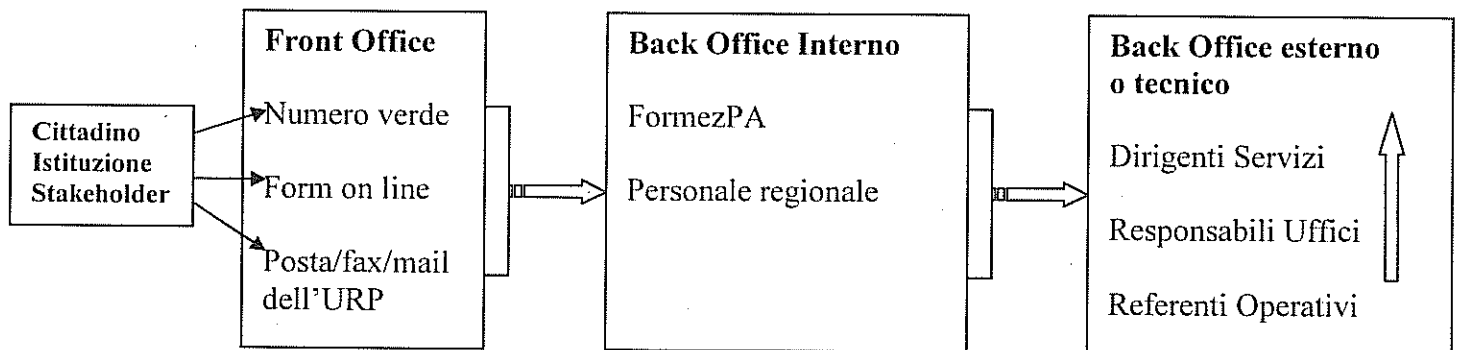 Cittadino
Istituzione
Stakeholder
Front Office
Numero verde
Form on line
Posta/fax/mail
dell'URP
Back Office Interno
FormezPA
Personale regionale
Back Office esterno
o tecnico
Dirigenti Servizi
Responsabili Uffici
Referenti Operativi